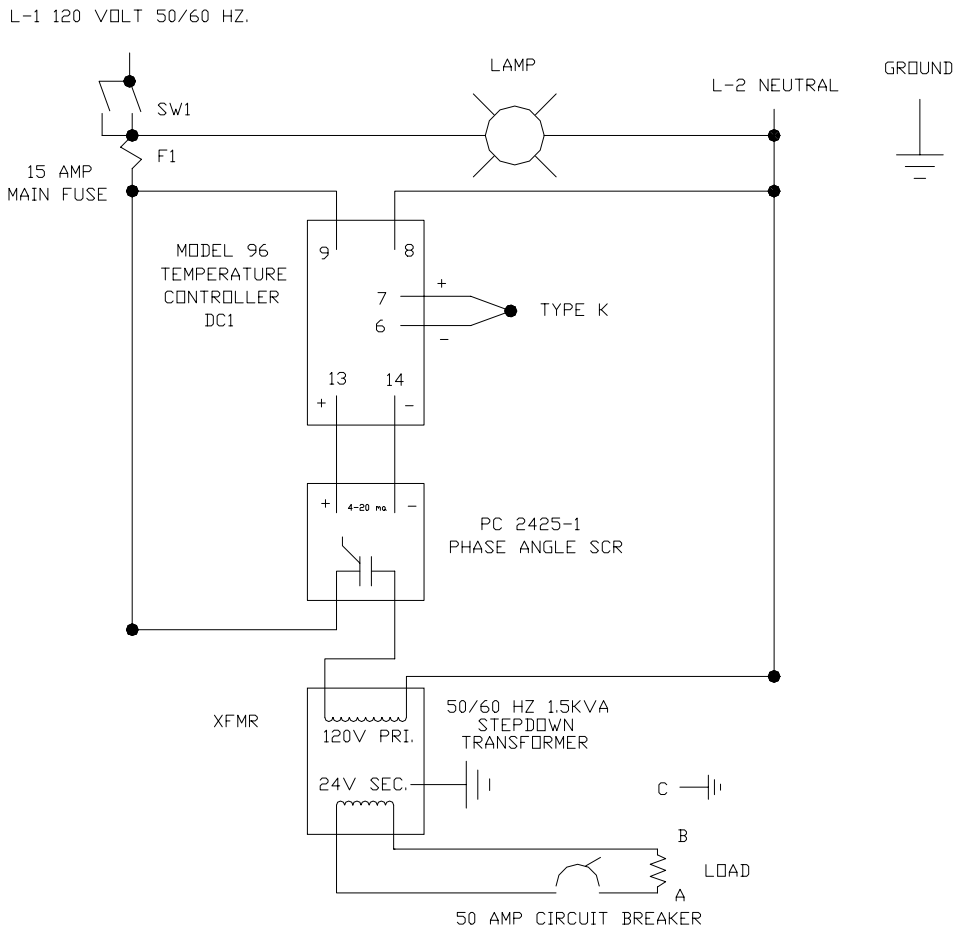 L-1 120 VOLT 50/60 HZ.
LAMP
GROUND
L-2 NEUTRAL
SW1
F1
15 AMP
MAIN FUSE
9
8
MODEL 96
TEMPERATURE
CONTROLLER
DC1
7
+
6
-
TYPE K
13
14
+
-
+
4-20 ma
-
PC 2425-1
PHASE ANGLE SCR
XFMR
50/60 HZ 1.5KVA
STEPDOWN
TRANSFORMER
120V PRI.
24V SEC.
C
B
LOAD
A
50 AMP CIRCUIT BREAKER